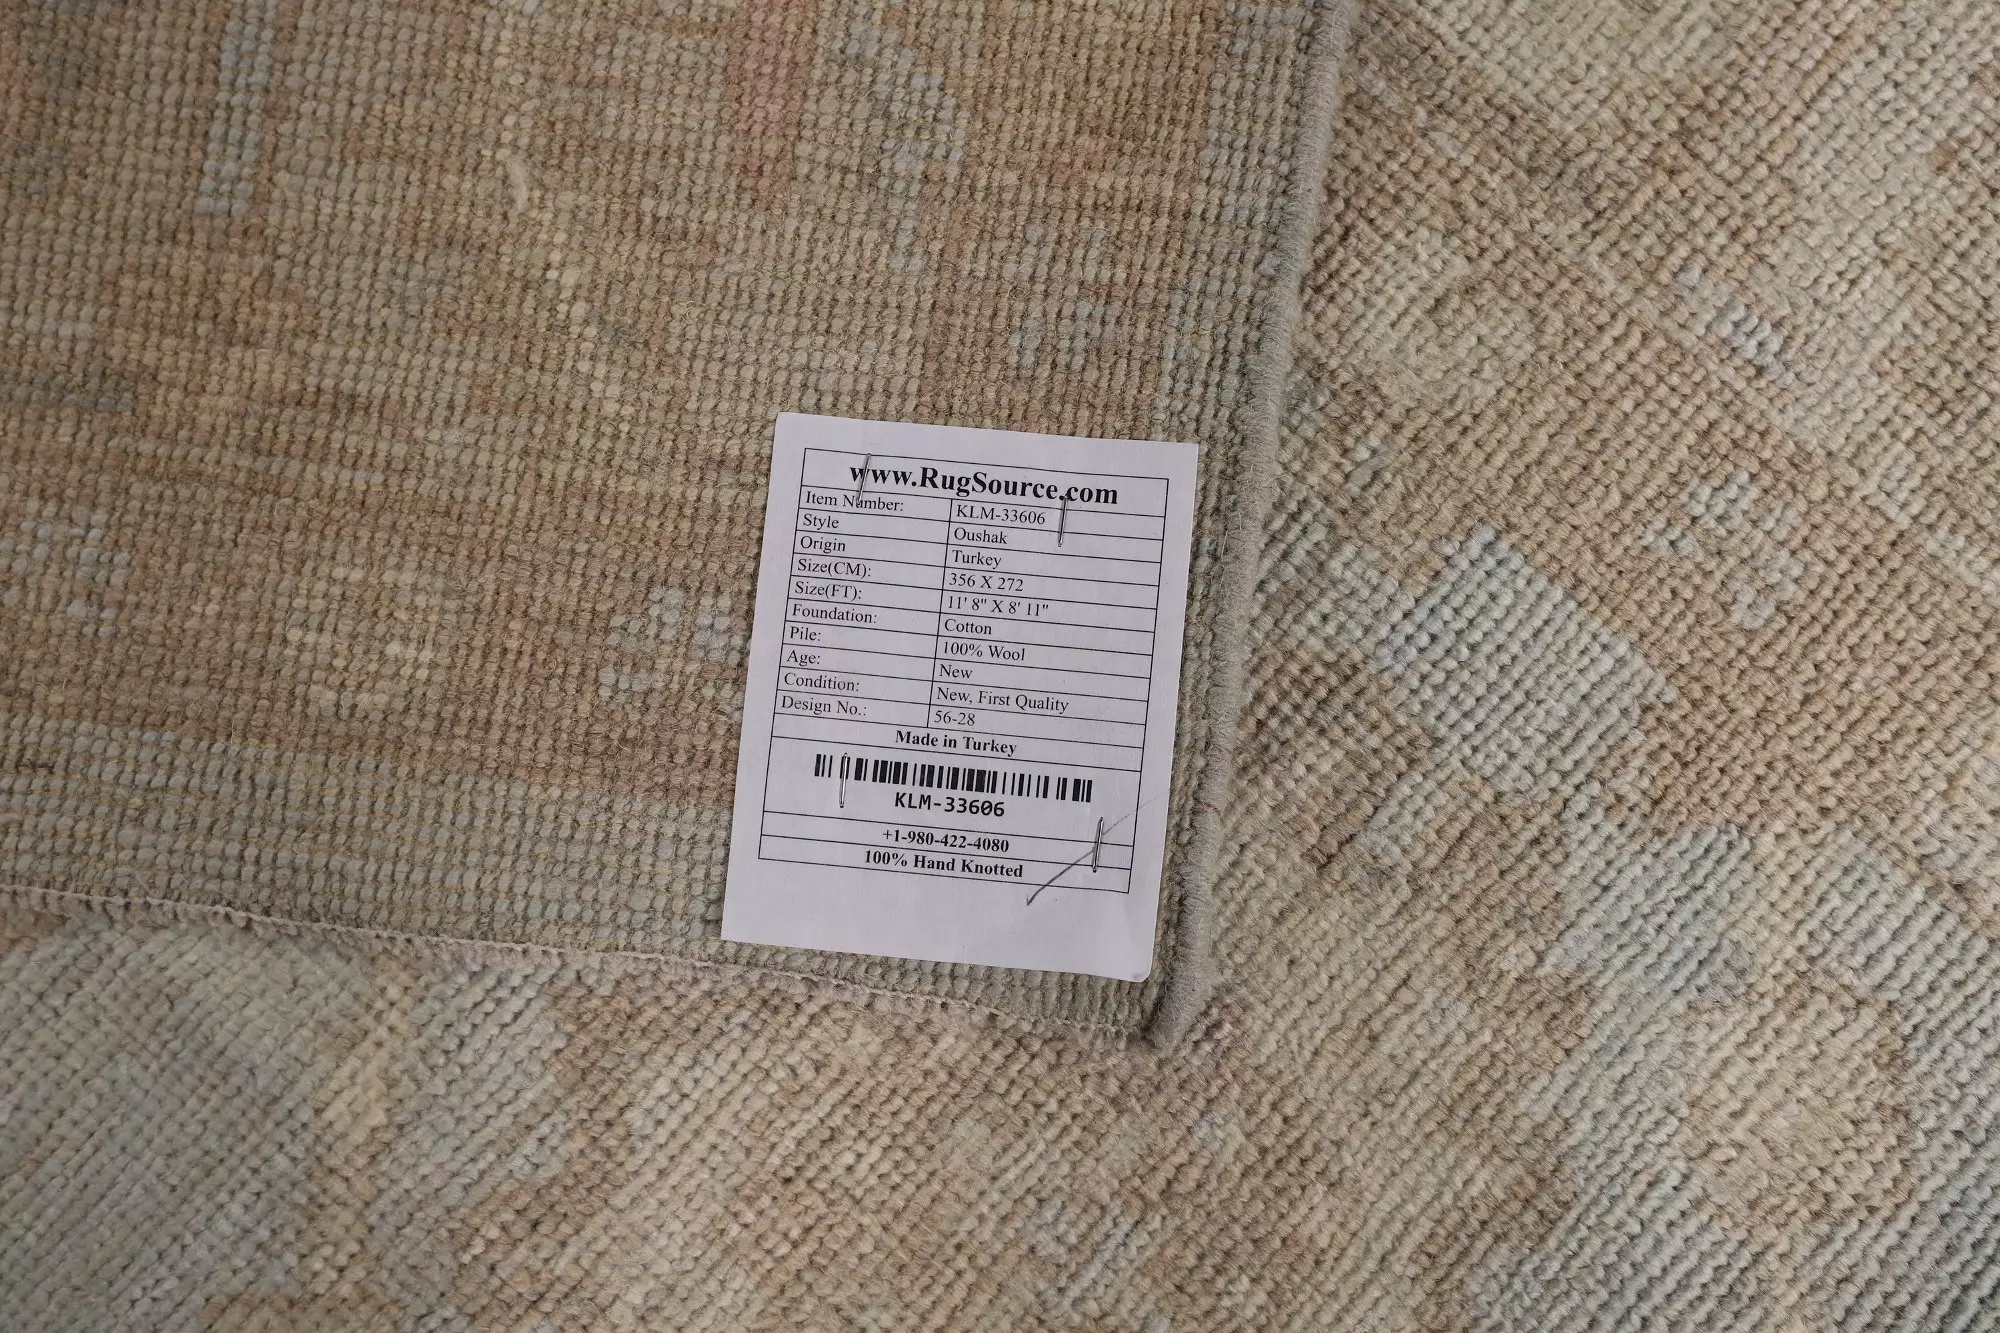 www.RugSource.com
Item Number: KLM-33606
Style Oushak
Origin Turkey
Size(CM): 356 X 272
Size(FT): 11' 8" X 8' 11"
Foundation: Cotton
Pile: 100% Wool
Age: New
Condition: New, First Quality
Design No.: 56-28
Made in Turkey
KLM-33606
+1-980-422-4080
100% Hand Knotted